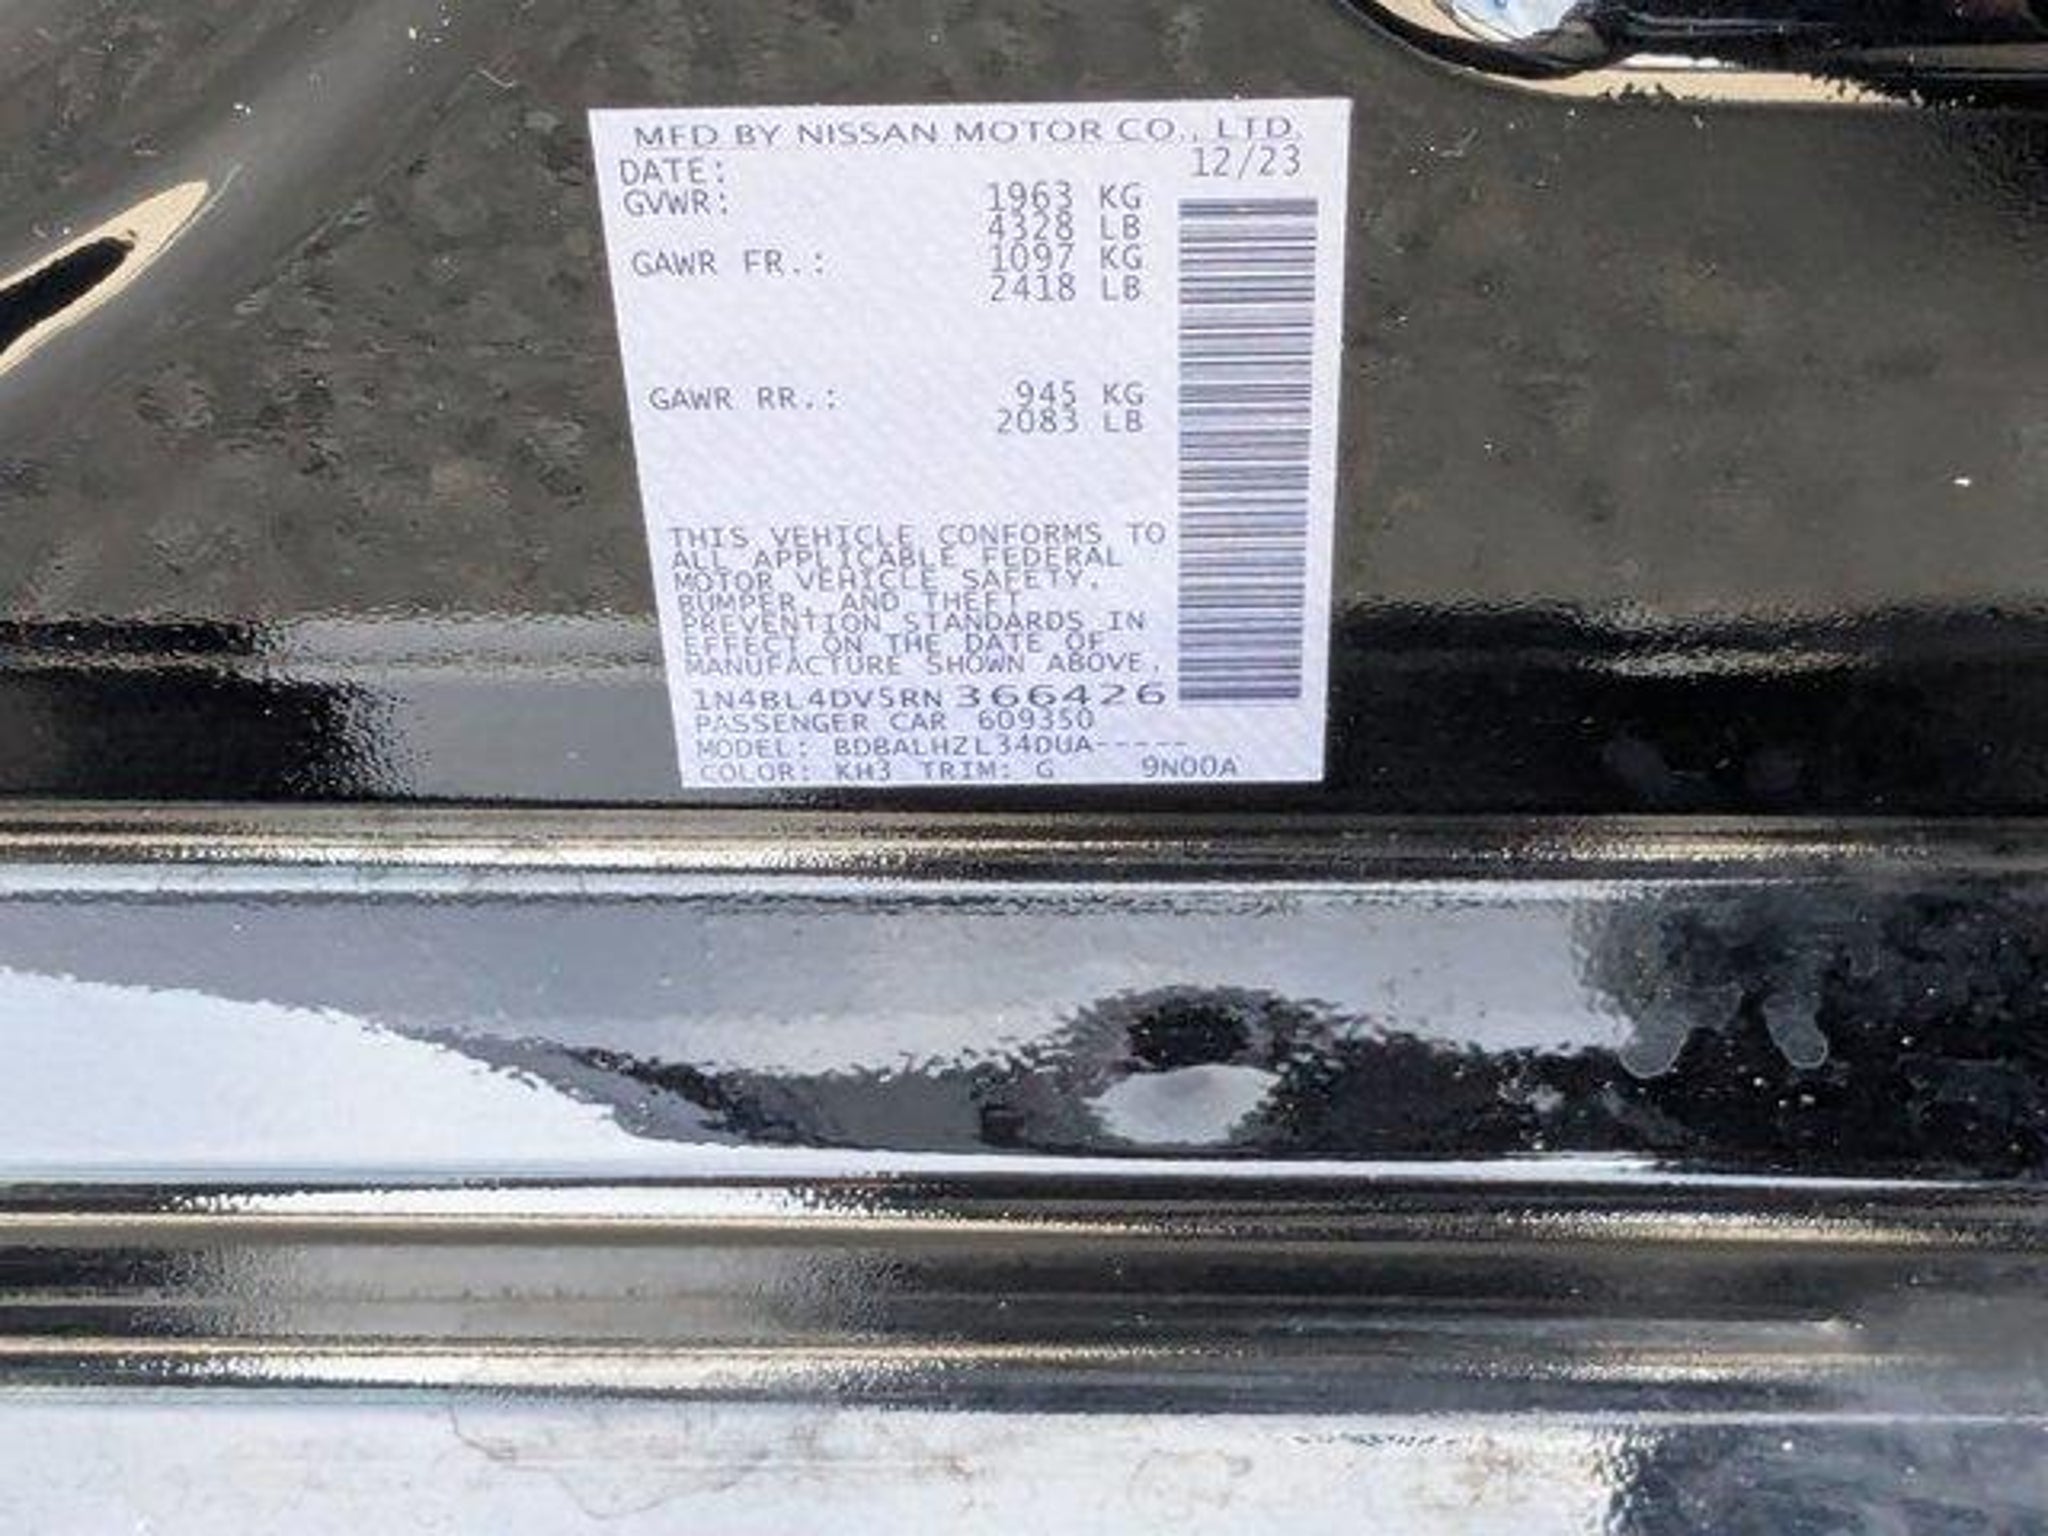 MFD BY NISSAN MOTOR CO., LTD.
DATE: 12/23
GVWR: 1963 KG
4328 LB
GAWR FR.: 1097 KG
2418 LB
GAWR RR.: 945 KG
2083 LB
THIS VEHICLE CONFORMS TO
ALL APPLICABLE FEDERAL
MOTOR VEHICLE SAFETY,
BUMPER, AND THEFT
PREVENTION STANDARDS IN
EFFECT ON THE DATE OF
MANUFACTURE SHOWN ABOVE.
1N4BL4DV5RN366426
PASSENGER CAR 609350
MODEL: BDBALHZL34DUA-----
COLOR: KH3 TRIM: G 9N00A